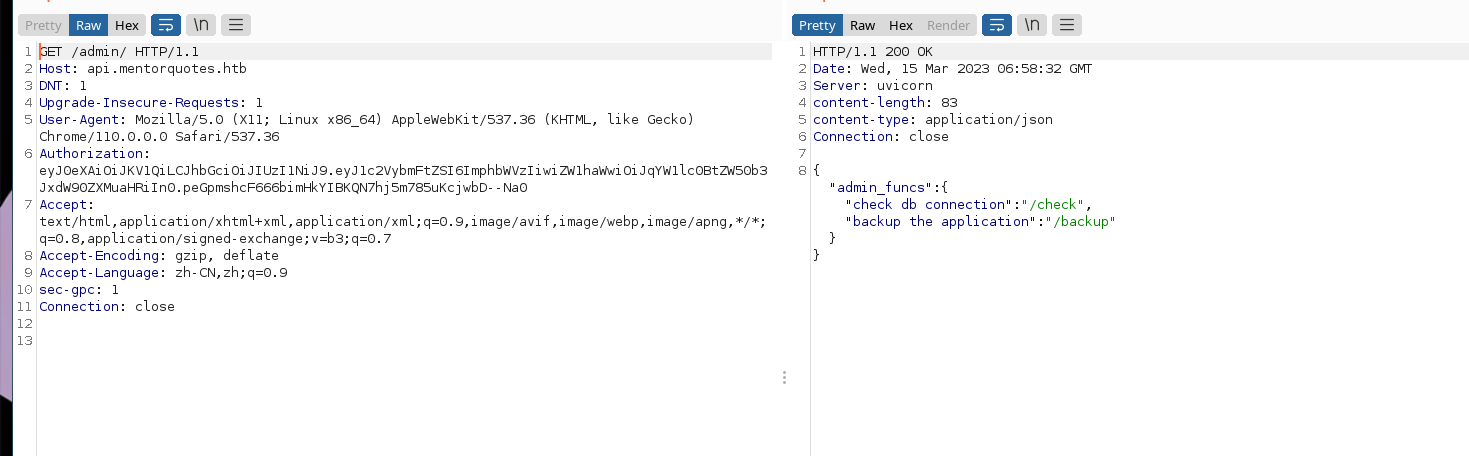 Pretty Raw Hex \n
1 GET /admin/ HTTP/1.1
2 Host: api.mentorquotes.htb
3 DNT: 1
4 Upgrade-Insecure-Requests: 1
5 User-Agent: Mozilla/5.0 (X11; Linux x86_64) AppleWebKit/537.36 (KHTML, like Gecko)
Chrome/110.0.0.0 Safari/537.36
6 Authorization:
eyJ0eXAiOiJKV1QiLCJhbGciOiJIUzI1NiJ9.eyJ1c2VybmFtZSI6ImphbWVzIiwiZW1haWwiOiJqYW1lc0BtZW50b3
JxdW90ZXMuaHRiIn0.peGpmshcF666bimHkYIBKQN7hj5m785uKcjwbD--Na0
7 Accept:
text/html,application/xhtml+xml,application/xml;q=0.9,image/avif,image/webp,image/apng,*/*;
q=0.8,application/signed-exchange;v=b3;q=0.7
8 Accept-Encoding: gzip, deflate
9 Accept-Language: zh-CN,zh;q=0.9
10 sec-gpc: 1
11 Connection: close
12
13
Pretty Raw Hex Render \n
1 HTTP/1.1 200 OK
2 Date: Wed, 15 Mar 2023 06:58:32 GMT
3 Server: uvicorn
4 content-length: 83
5 content-type: application/json
6 Connection: close
7
8 {
"admin_funcs":{
"check db connection":"/check",
"backup the application":"/backup"
}
}